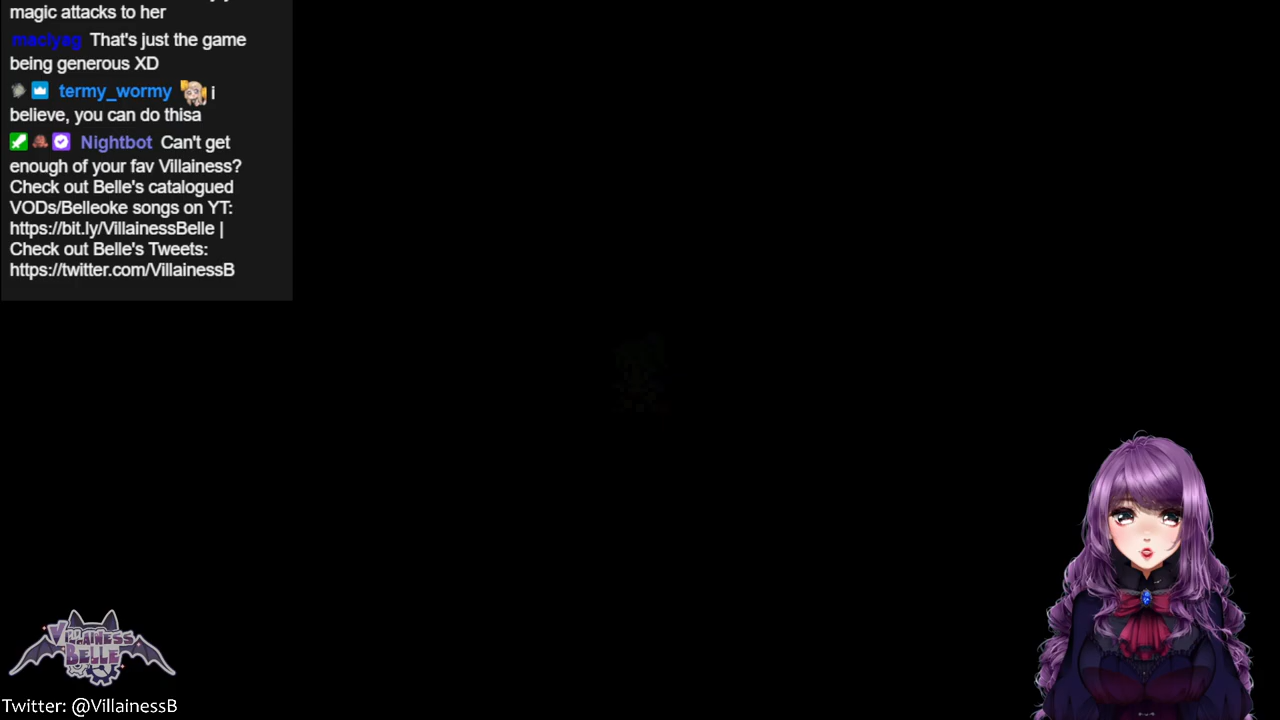 magic attacks to her
maclyag That's just the game
being generous XD
termy_wormy i
believe, you can do thisa
Nightbot Can't get
enough of your fav Villainess?
Check out Belle's catalogued
VODs/Belleoke songs on YT:
https://bit.ly/VillainessBelle |
Check out Belle's Tweets:
https://twitter.com/VillainessB
VILLAINESS
BELLE
Twitter: @VillainessB